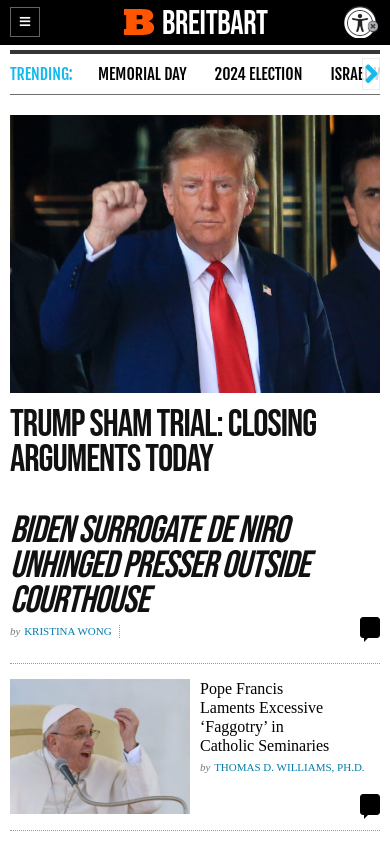 BREITBART
TRENDING: MEMORIAL DAY 2024 ELECTION
TRUMP SHAM TRIAL: CLOSING
ARGUMENTS TODAY
BIDEN SURROGATE DE NIRO
UNHINGED PRESSER OUTSIDE
COURTHOUSE
by KRISTINA WONG
Pope Francis
Laments Excessive
‘Faggotry’ in
Catholic Seminaries
by THOMAS D. WILLIAMS, PH.D.